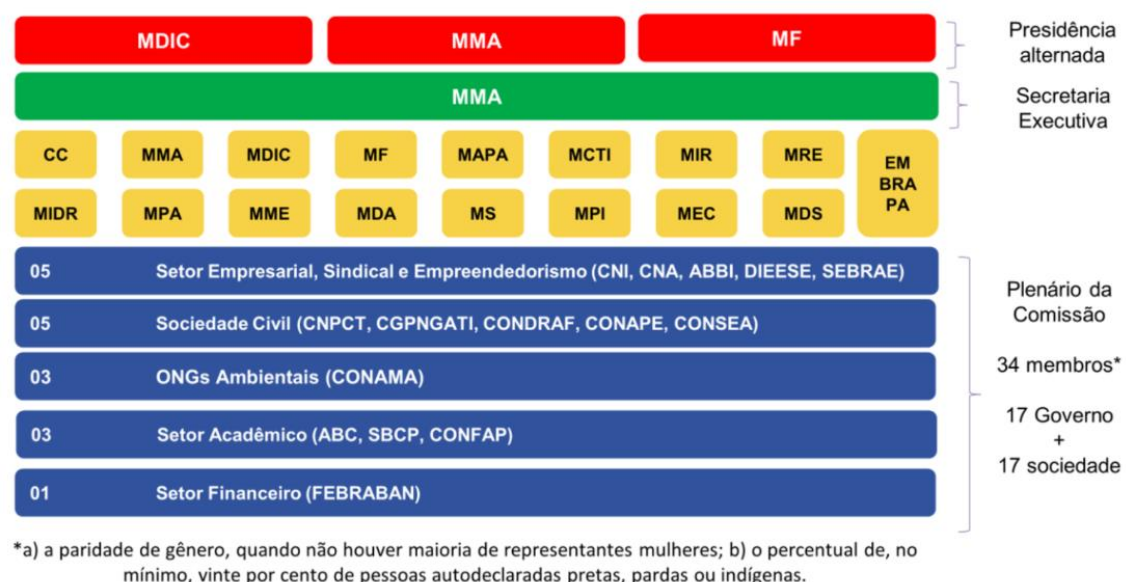 MDIC MMA MF
Presidência
alternada
MMA
Secretaria
Executiva
CC MMA MDIC MF MAPA MCTI MIR MRE
MIDR MPA MME MDA MS MPI MEC MDS
EM
BRA
PA
05 Setor Empresarial, Sindical e Empreendedorismo (CNI, CNA, ABBI, DIEESE, SEBRAE)
05 Sociedade Civil (CNPCT, CGPNGATI, CONDRAF, CONAPE, CONSEA)
03 ONGs Ambientais (CONAMA)
03 Setor Acadêmico (ABC, SBCP, CONFAP)
01 Setor Financeiro (FEBRABAN)
Plenário da
Comissão
34 membros*
17 Governo
+
17 sociedade
*a) a paridade de gênero, quando não houver maioria de representantes mulheres; b) o percentual de, no
mínimo, vinte por cento de pessoas autodeclaradas pretas, pardas ou indígenas.